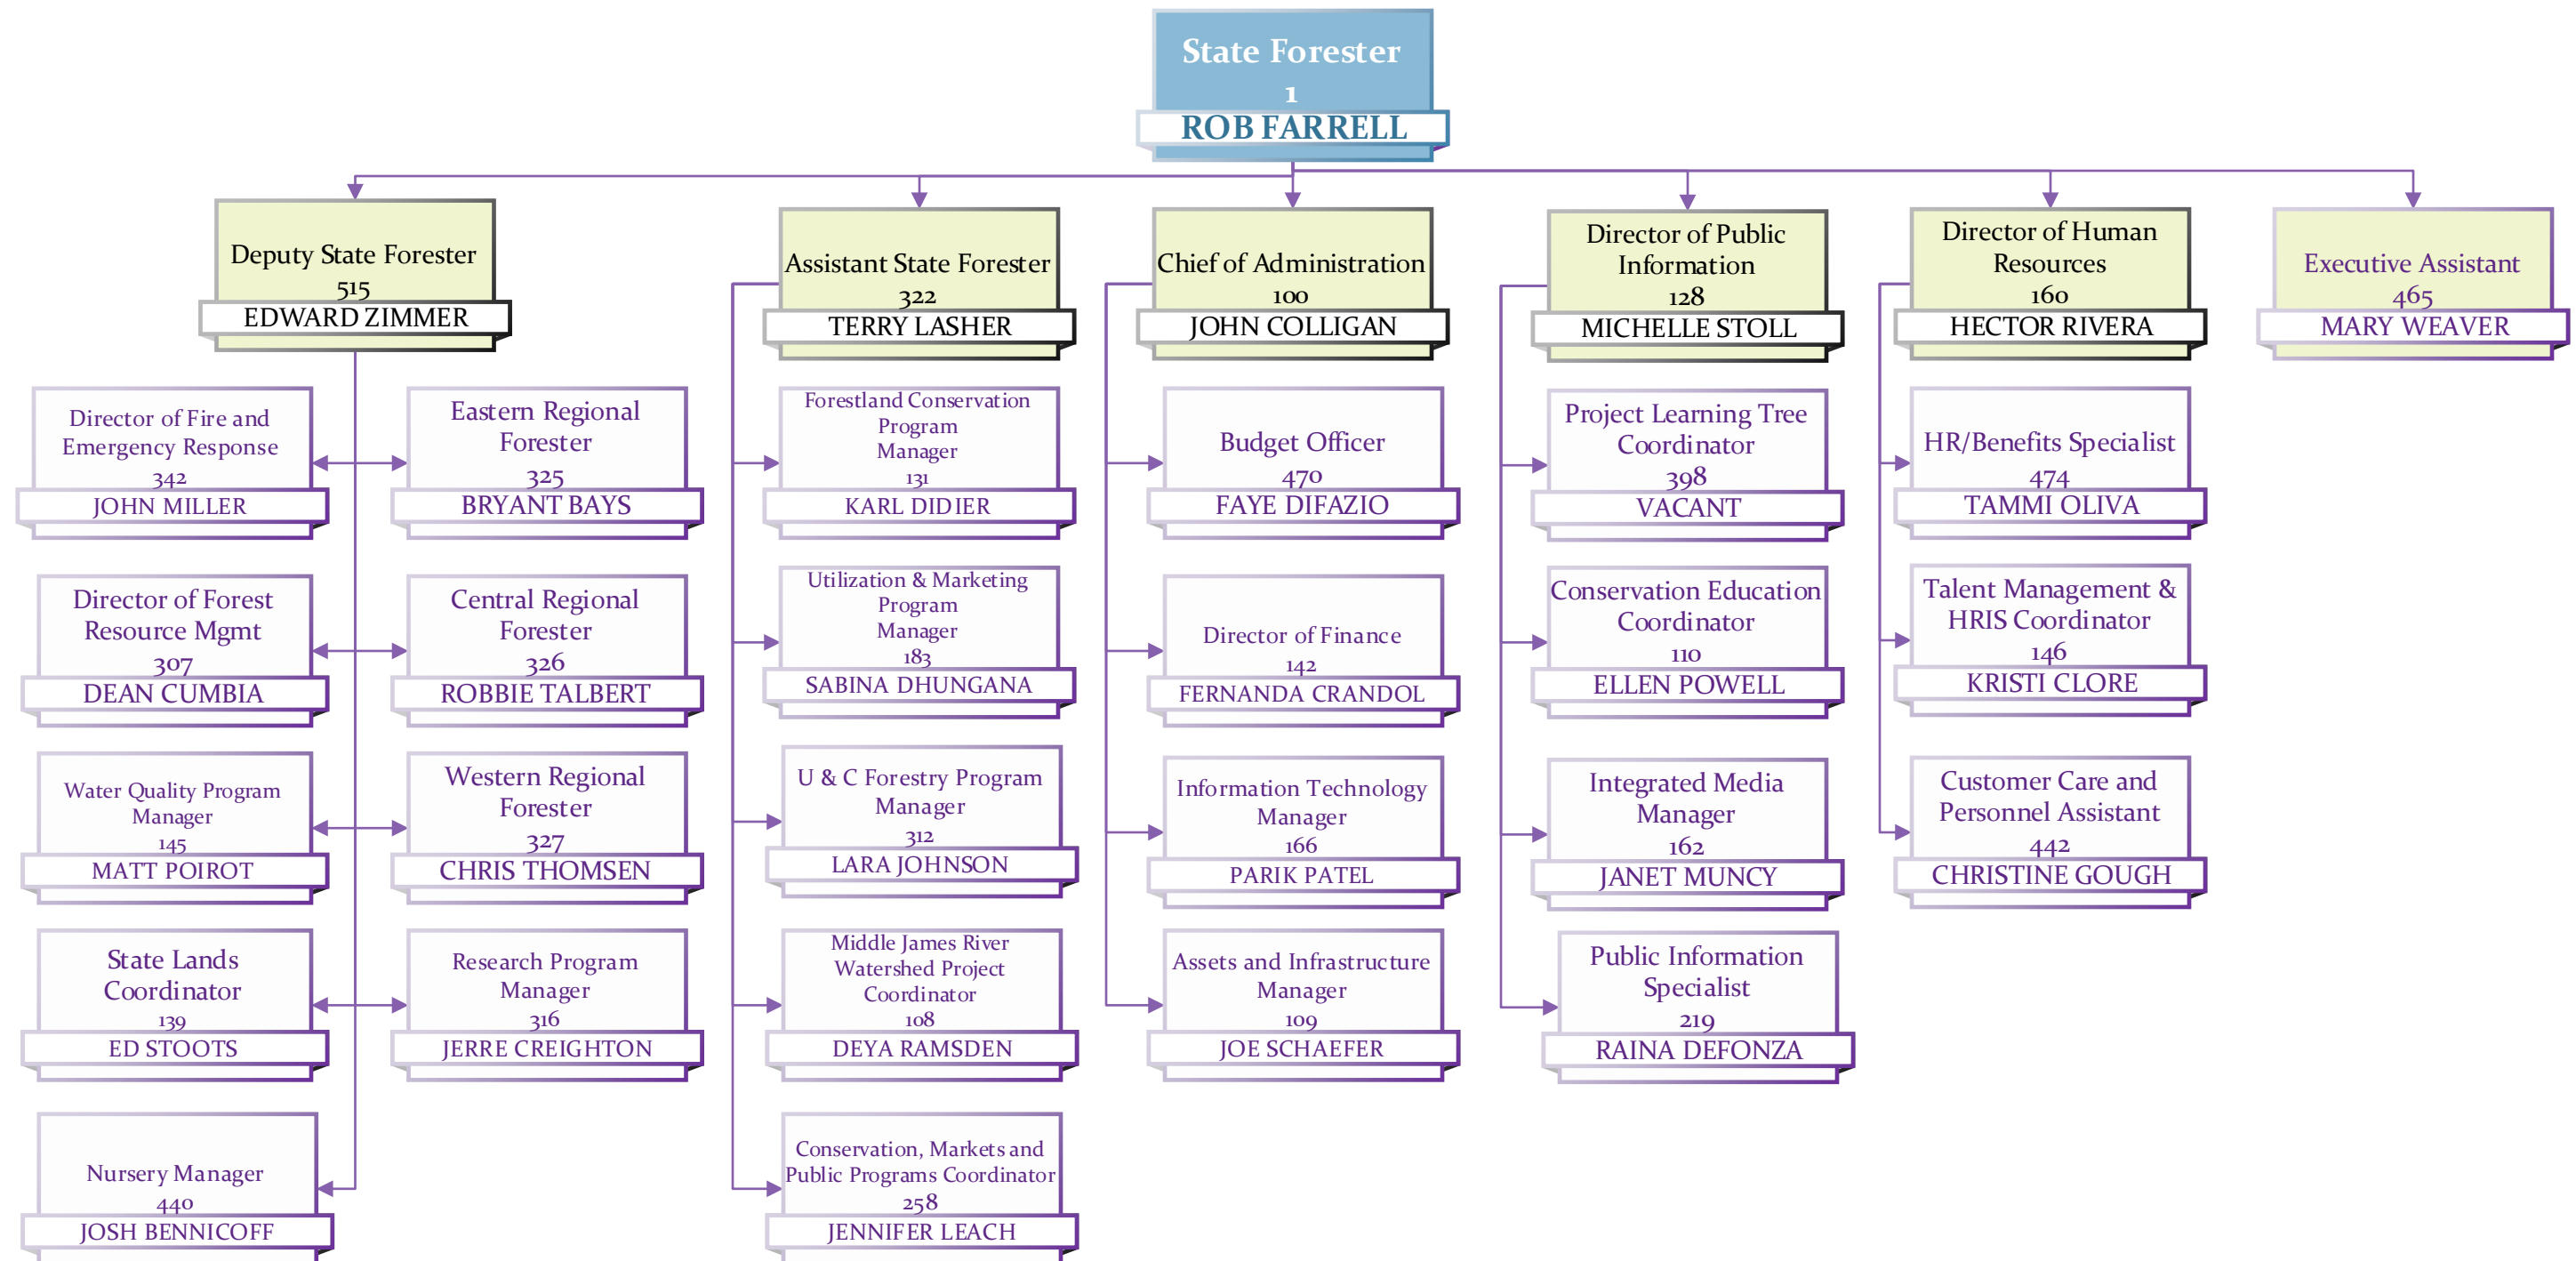 State Forester
1
ROB FARRELL
Deputy State Forester
515
EDWARD ZIMMER
Assistant State Forester
322
TERRY LASHER
Chief of Administration
100
JOHN COLLIGAN
Director of Public
Information
128
MICHELLE STOLL
Director of Human
Resources
160
HECTOR RIVERA
Executive Assistant
465
MARY WEAVER
Director of Fire and
Emergency Response
342
JOHN MILLER
Eastern Regional
Forester
325
BRYANT BAYS
Forestland Conservation
Program
Manager
131
KARL DIDIER
Budget Officer
470
FAYE DIFAZIO
Project Learning Tree
Coordinator
398
VACANT
HR/Benefits Specialist
474
TAMMI OLIVA
Director of Forest
Resource Mgmt
307
DEAN CUMBIA
Central Regional
Forester
326
ROBBIE TALBERT
Utilization & Marketing
Program
Manager
183
SABINA DHUNGANA
Director of Finance
142
FERNANDA CRANDOL
Conservation Education
Coordinator
110
ELLEN POWELL
Talent Management &
HRIS Coordinator
146
KRISTI CLORE
Water Quality Program
Manager
145
MATT POIROT
Western Regional
Forester
327
CHRIS THOMSEN
U & C Forestry Program
Manager
312
LARA JOHNSON
Information Technology
Manager
166
PARIK PATEL
Integrated Media
Manager
162
JANET MUNCY
Customer Care and
Personnel Assistant
442
CHRISTINE GOUGH
State Lands
Coordinator
139
ED STOOTS
Research Program
Manager
316
JERRE CREIGHTON
Middle James River
Watershed Project
Coordinator
108
DEYA RAMSDEN
Assets and Infrastructure
Manager
109
JOE SCHAEFER
Public Information
Specialist
219
RAINA DEFONZA
Nursery Manager
440
JOSH BENNICOFF
Conservation, Markets and
Public Programs Coordinator
258
JENNIFER LEACH